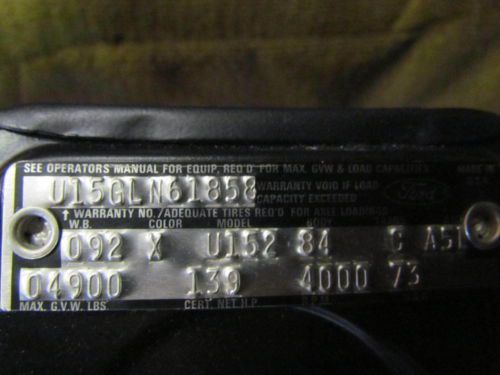 SEE OPERATORS MANUAL FOR EQUIP. REQ'D FOR MAX. GVW & LOAD CAPACITIES
U15GLN61858 WARRANTY VOID IF LOAD
CAPACITY EXCEEDED
↑ WARRANTY NO./ADEQUATE TIRES REQ'D FOR AXLE LOADINGS
W.B. COLOR MODEL
092 X U152 84 C A51
04900 139 4000 73
MAX. G.V.W. LBS. CERT. NET H.P.